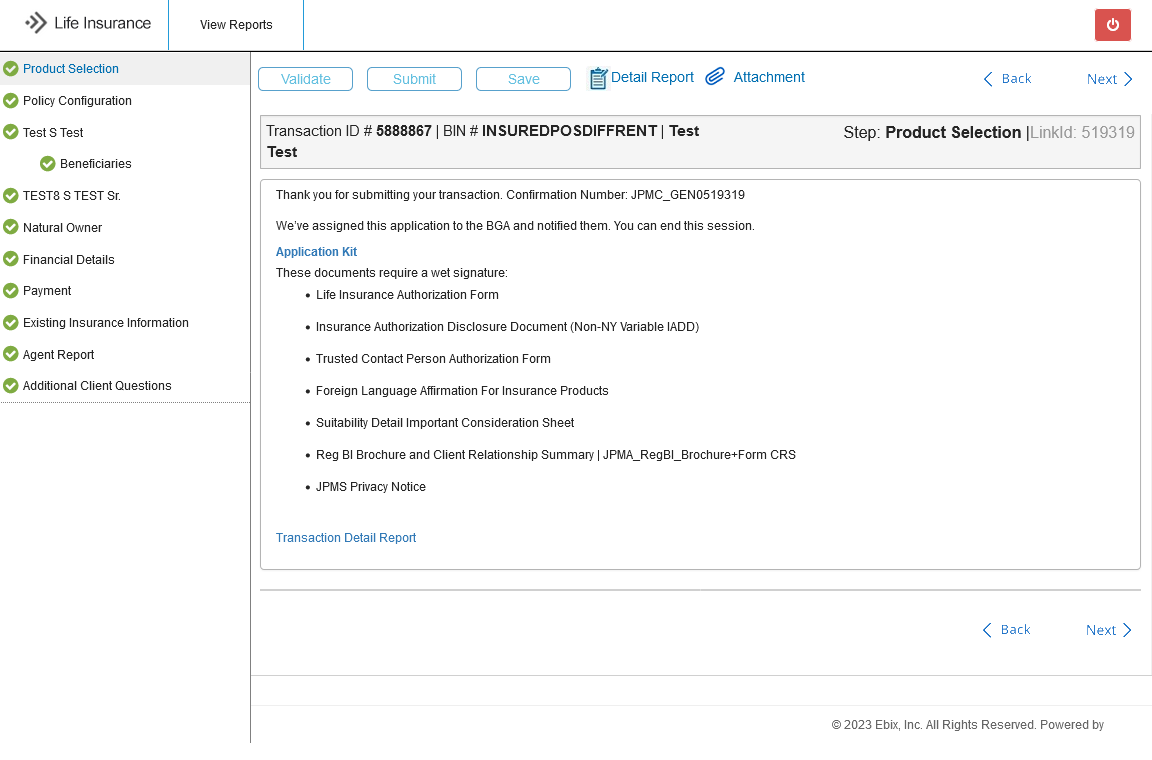 Life Insurance
View Reports
Product Selection
Policy Configuration
Test S Test
Beneficiaries
TEST8 S TEST Sr.
Natural Owner
Financial Details
Payment
Existing Insurance Information
Agent Report
Additional Client Questions
Validate
Submit
Save
Detail Report
Attachment
Back
Next
Transaction ID # 5888867 | BIN # INSUREDPOSDIFFRENT | Test
Test
Step: Product Selection |LinkId: 519319
Thank you for submitting your transaction. Confirmation Number: JPMC_GEN0519319
We've assigned this application to the BGA and notified them. You can end this session.
Application Kit
These documents require a wet signature:
• Life Insurance Authorization Form
• Insurance Authorization Disclosure Document (Non-NY Variable IADD)
• Trusted Contact Person Authorization Form
• Foreign Language Affirmation For Insurance Products
• Suitability Detail Important Consideration Sheet
• Reg BI Brochure and Client Relationship Summary | JPMA_RegBI_Brochure+Form CRS
• JPMS Privacy Notice
Transaction Detail Report
Back
Next
© 2023 Ebix, Inc. All Rights Reserved. Powered by